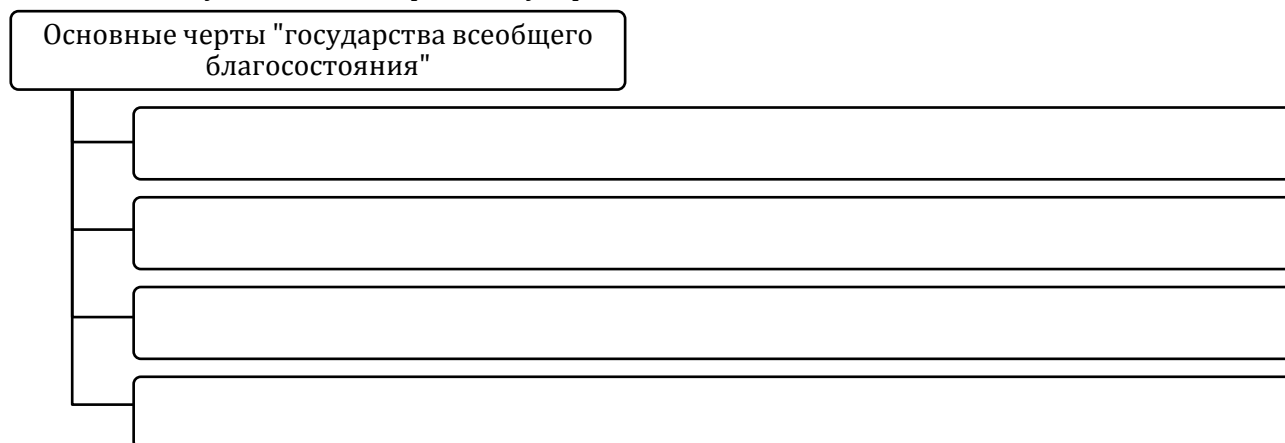 Основные черты "государства всеобщего
благосостояния"